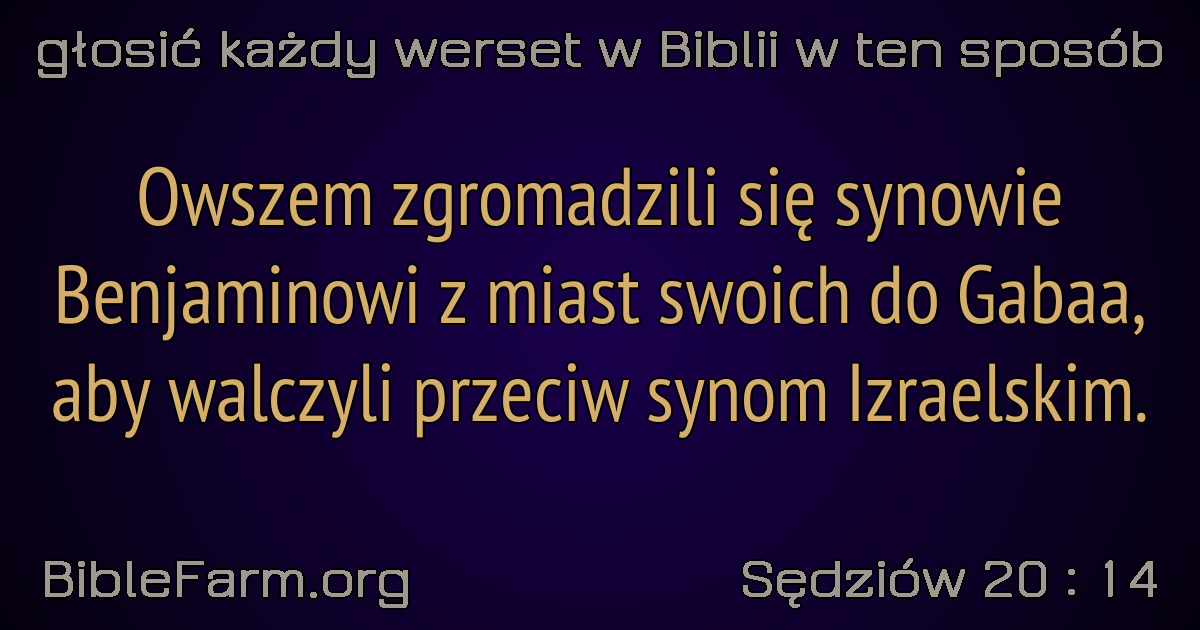 głosić każdy werset w Biblii w ten sposób
Owszem zgromadzili się synowie
Benjaminowi z miast swoich do Gabaa,
aby walczyli przeciw synom Izraelskim.
BibleFarm.org
Sędziów 20 : 14